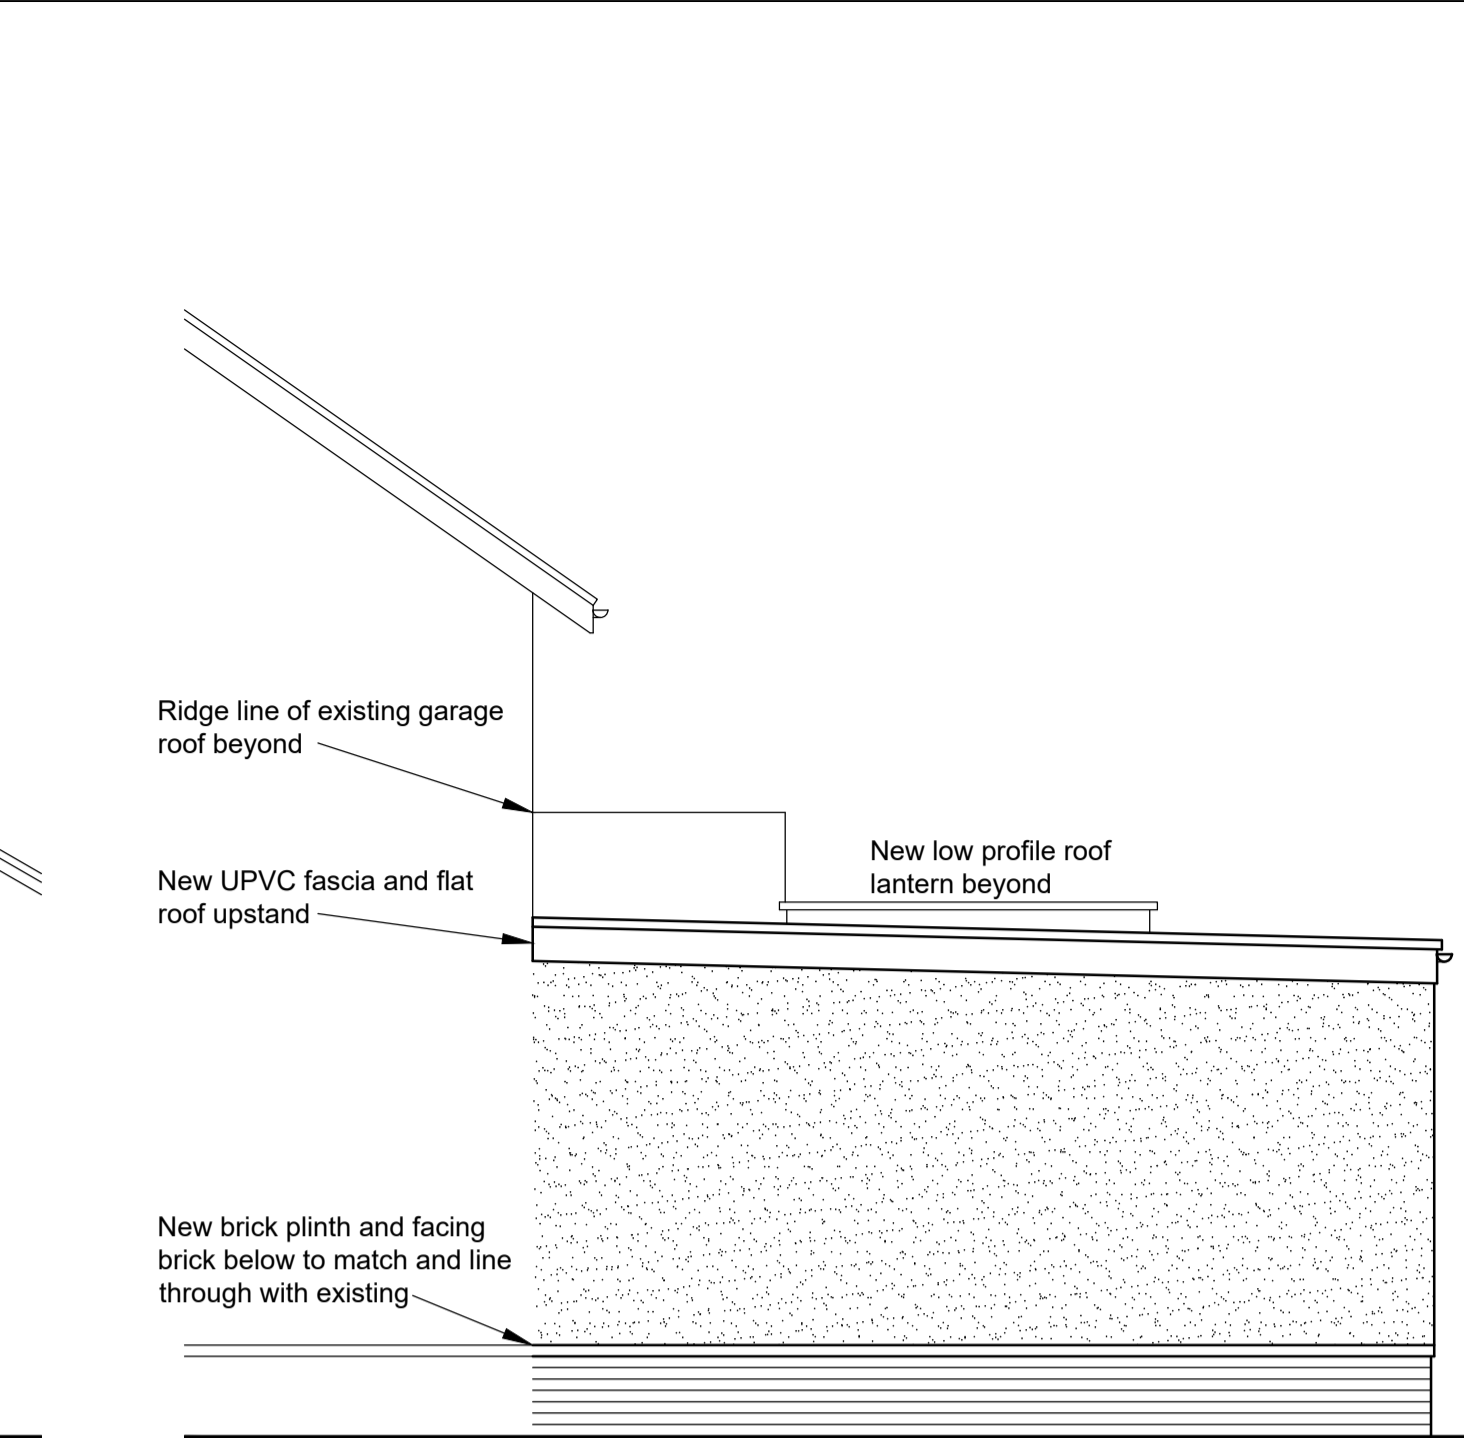 Ridge line of existing garage
roof beyond
New low profile roof
lantern beyond
New UPVC fascia and flat
roof upstand
New brick plinth and facing
brick below to match and line
through with existing